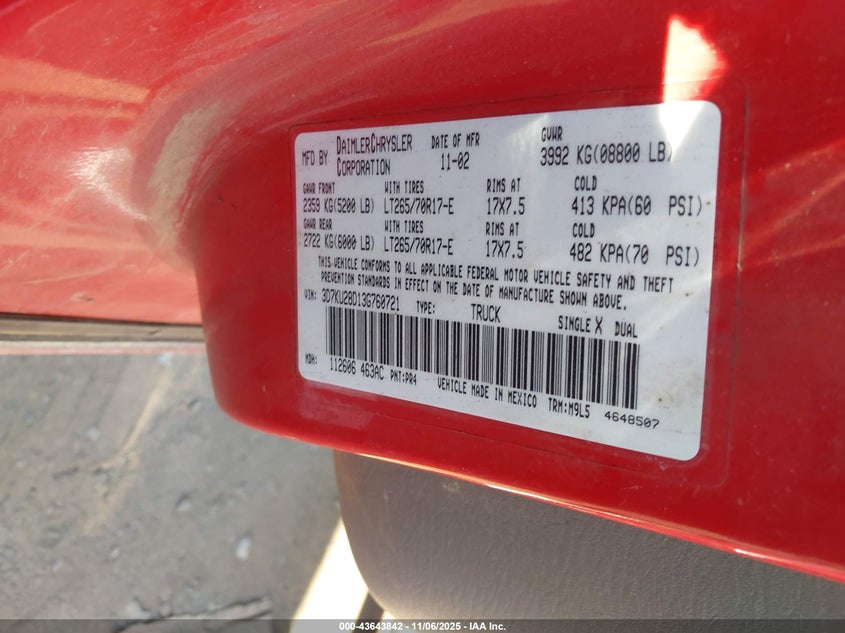 MFD BY DAIMLERCHRYSLER CORPORATION DATE OF MFR 11-02 GVWR 3992 KG(08800 LB)
GAWR FRONT WITH TIRES RIMS AT COLD
2359 KG(5200 LB) LT265/70R17-E 17X7.5 413 KPA(60 PSI)
GAWR REAR WITH TIRES RIMS AT COLD
2722 KG(6000 LB) LT265/70R17-E 17X7.5 482 KPA(70 PSI)
THIS VEHICLE CONFORMS TO ALL APPLICABLE FEDERAL MOTOR VEHICLE SAFETY AND THEFT
PREVENTION STANDARDS IN EFFECT ON THE DATE OF MANUFACTURE SHOWN ABOVE.
VIN: 3D7KU28D13G760721 TYPE: TRUCK SINGLE X DUAL
MDH: 112606 463AC PNT:PR4 VEHICLE MADE IN MEXICO TRM:M9L5 4648507
000-43643842 - 11/06/2025 - IAA Inc.